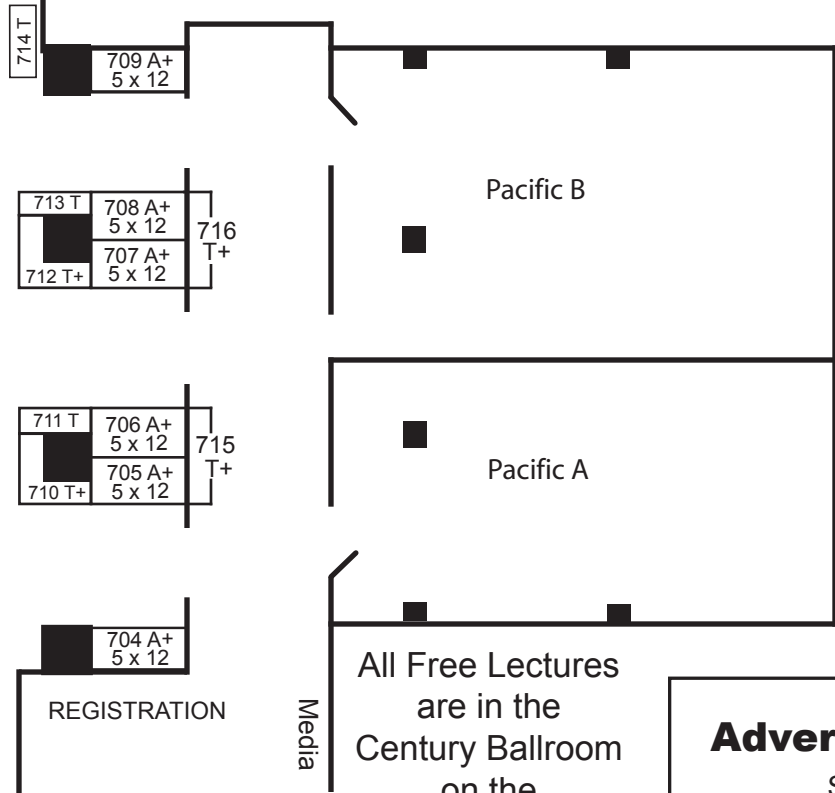 714 T
709 A+
5 x 12
Pacific B
713 T
708 A+
5 x 12
716
T+
707 A+
5 x 12
712 T+
711 T
706 A+
5 x 12
715
T+
705 A+
5 x 12
710 T+
Pacific A
704 A+
5 x 12
REGISTRATION
Media
All Free Lectures
are in the
Century Ballroom
on the
Adver